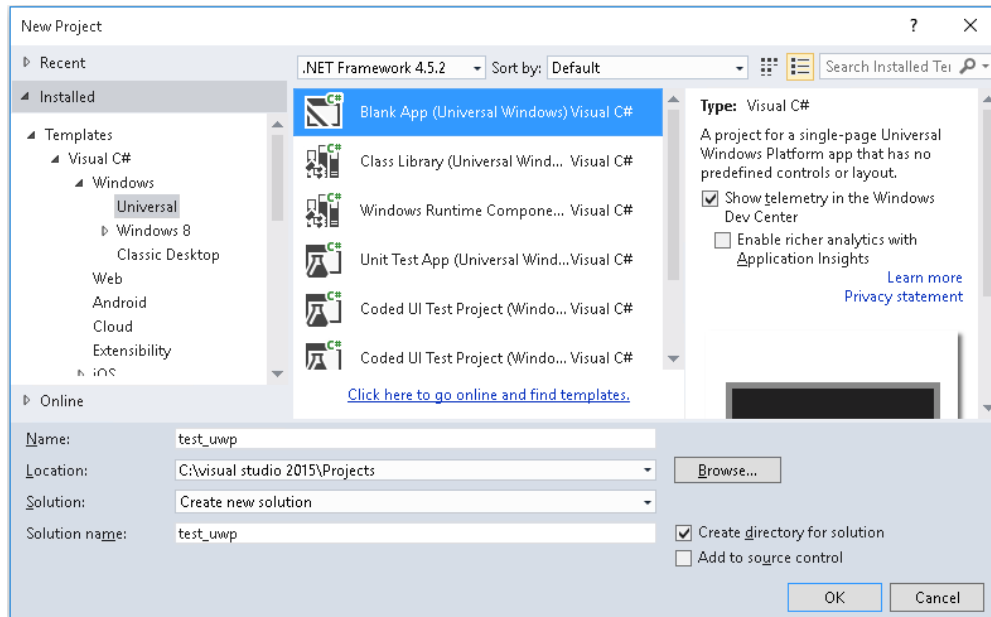 New Project
?
Recent
.NET Framework 4.5.2
Sort by:
Default
Search Installed Te
Installed
Templates
Visual C#
Windows
Universal
Windows 8
Classic Desktop
Web
Android
Cloud
Extensibility
iOS
Online
C#
Blank App (Universal Windows) Visual C#
C#
Class Library (Universal Wind... Visual C#
C#
Windows Runtime Compone... Visual C#
C#
Unit Test App (Universal Wind...Visual C#
C#
Coded UI Test Project (Windo... Visual C#
C#
Coded UI Test Project (Windo... Visual C#
Click here to go online and find templates.
Type: Visual C#
A project for a single-page Universal
Windows Platform app that has no
predefined controls or layout.
Show telemetry in the Windows
Dev Center
Enable richer analytics with
Application Insights
Learn more
Privacy statement
Name:
test_uwp
Location:
C:\visual studio 2015\Projects
Browse...
Solution:
Create new solution
Solution name:
test_uwp
Create directory for solution
Add to source control
OK
Cancel